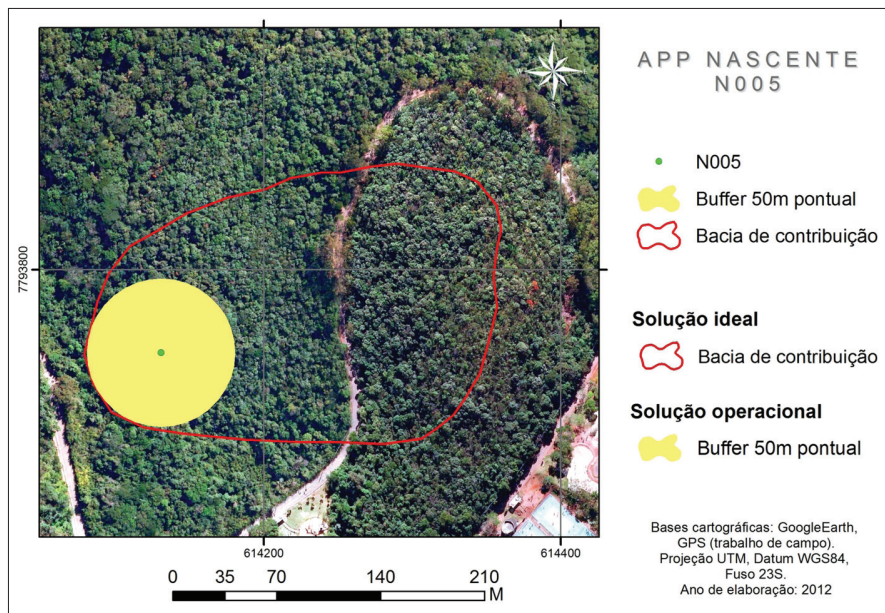 APP NASCENTE
N005
N005
Buffer 50m pontual
Bacia de contribuição
Solução ideal
Bacia de contribuição
Solução operacional
Buffer 50m pontual
Bases cartográficas: GoogleEarth,
GPS (trabalho de campo).
Projeção UTM, Datum WGS84,
Fuso 23S.
Ano de elaboração: 2012
7793800
614200
614400
0 35 70 140 210
M